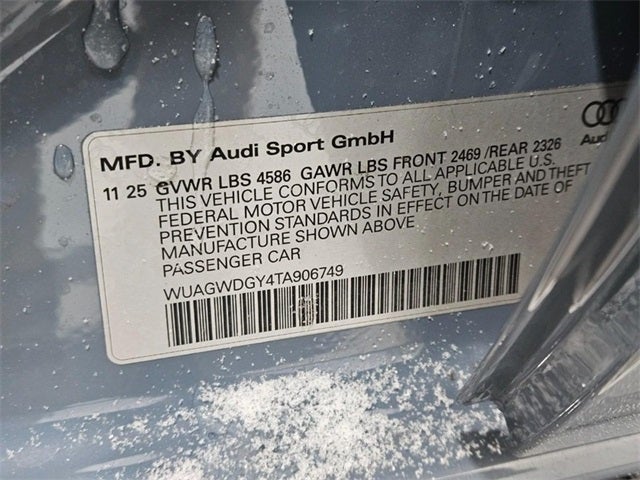 MFD. BY Audi Sport GmbH
11 25 GVWR LBS 4586 GAWR LBS FRONT 2469 /REAR 2326
THIS VEHICLE CONFORMS TO ALL APPLICABLE U.S.
FEDERAL MOTOR VEHICLE SAFETY, BUMPER AND THEFT
PREVENTION STANDARDS IN EFFECT ON THE DATE OF
MANUFACTURE SHOWN ABOVE
PASSENGER CAR
WUAGWDGY4TA906749
Audi